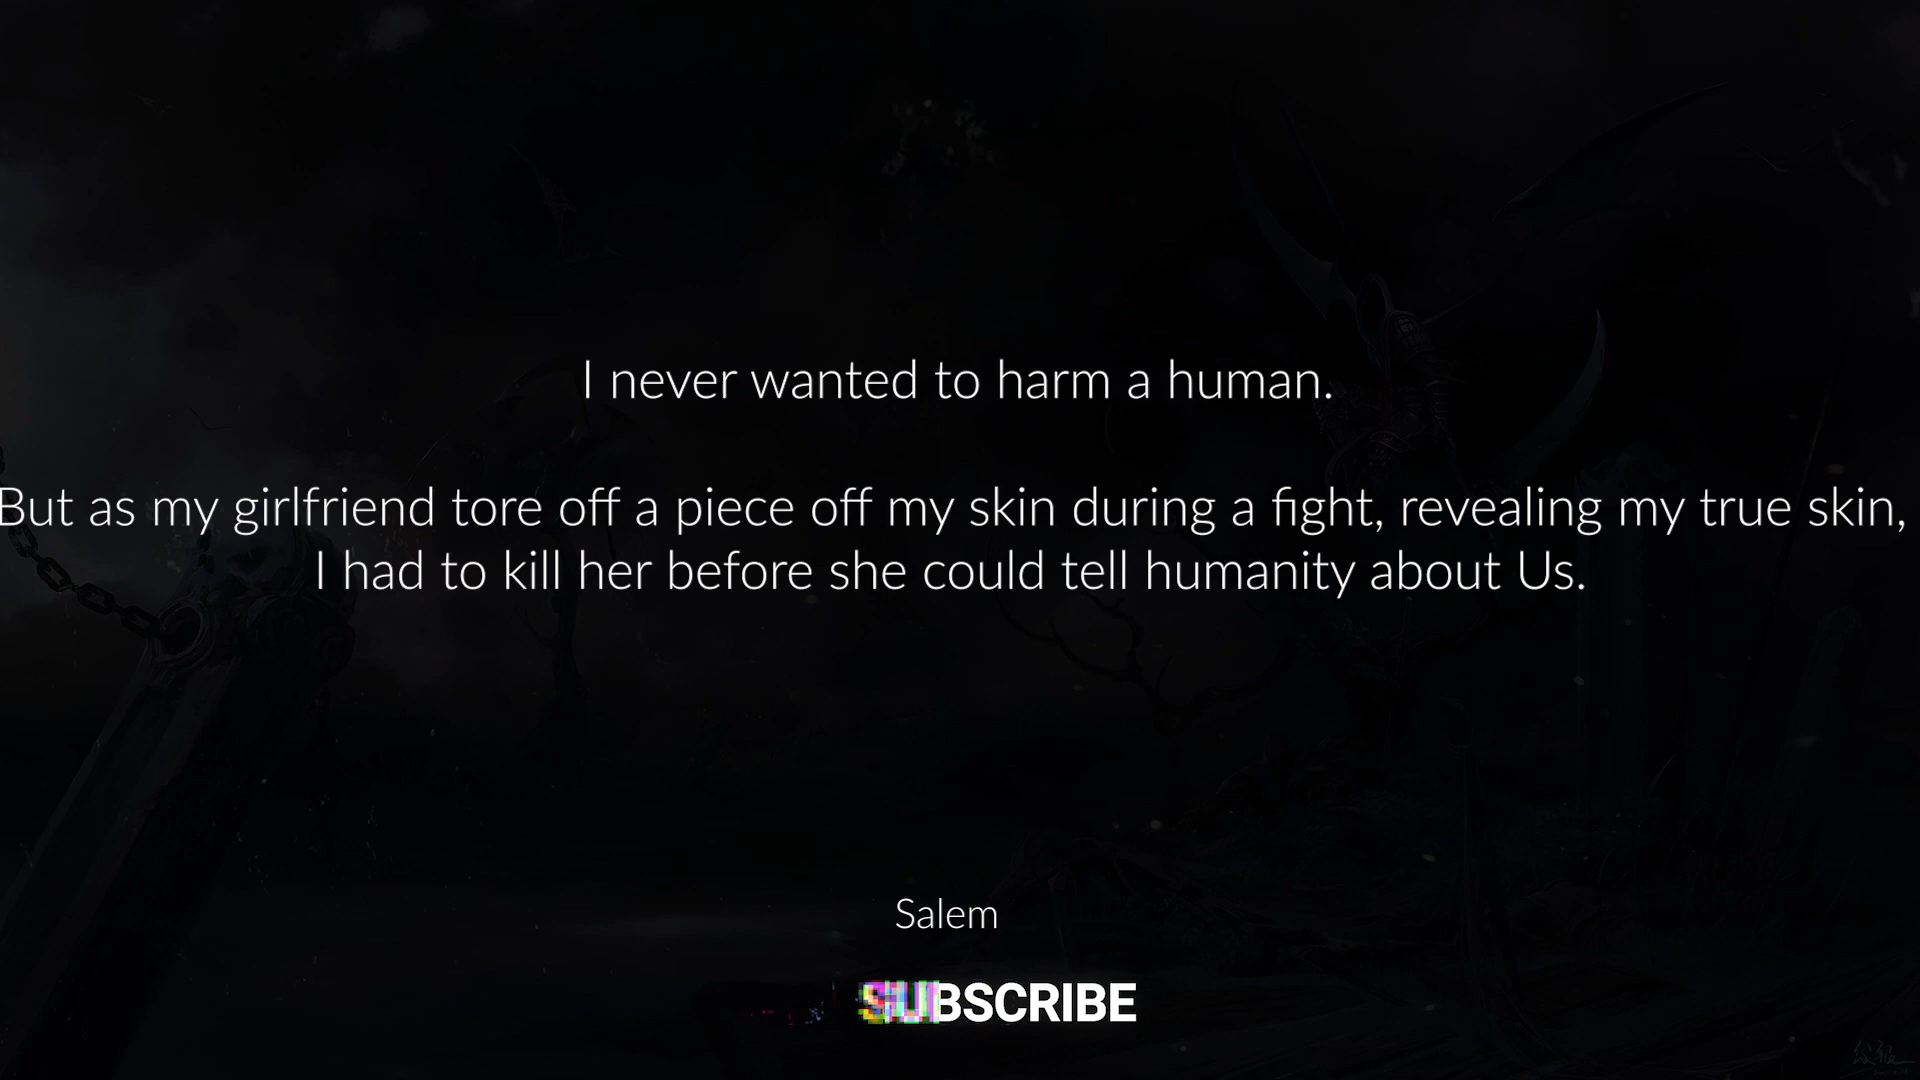 I never wanted to harm a human.
But as my girlfriend tore off a piece off my skin during a fight, revealing my true skin,
I had to kill her before she could tell humanity about Us.
Salem
SUBSCRIBE